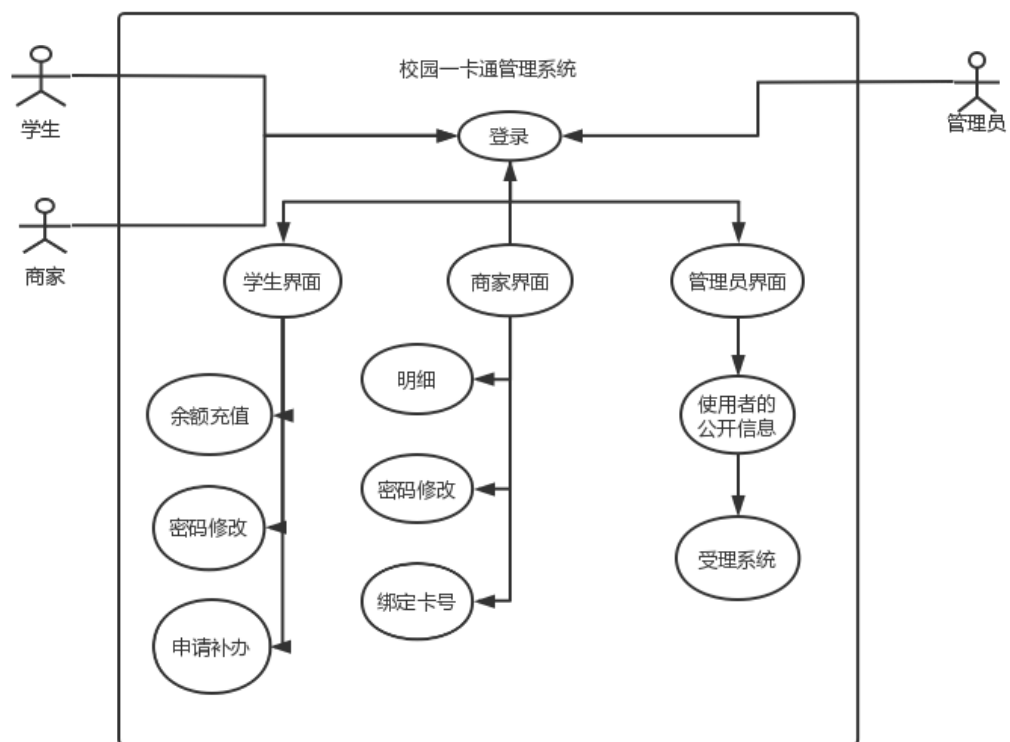 校园一卡通管理系统
学生
管理员
登录
商家
学生界面
商家界面
管理员界面
明细
余额充值
使用者的
公开信息
密码修改
密码修改
受理系统
绑定卡号
申请补办